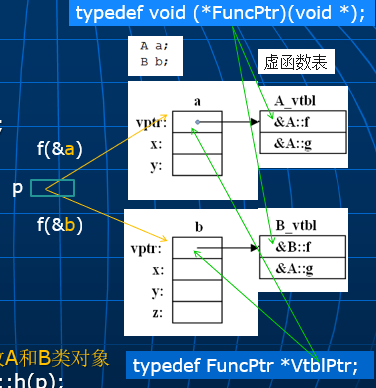 typedef void (*FuncPtr)(void *);
A a;
B b;
虚函数表
a
A_vtbl
vptr:
&A::f
x:
&A::g
y:
;
f(&a)
p
f(&b)
b
B_vtbl
vptr:
&B::f
x:
&A::g
y:
z:
A和B类对象
::h(p);
typedef FuncPtr *VtblPtr;